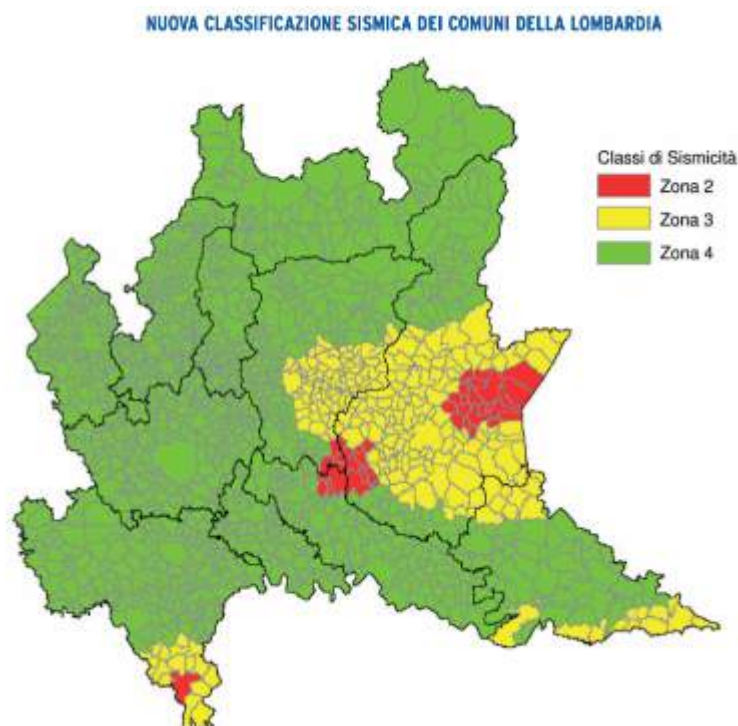 NUOVA CLASSIFICAZIONE SISMICA DEI COMUNI DELLA LOMBARDIA
Classi di Sismicità
Zona 2
Zona 3
Zona 4